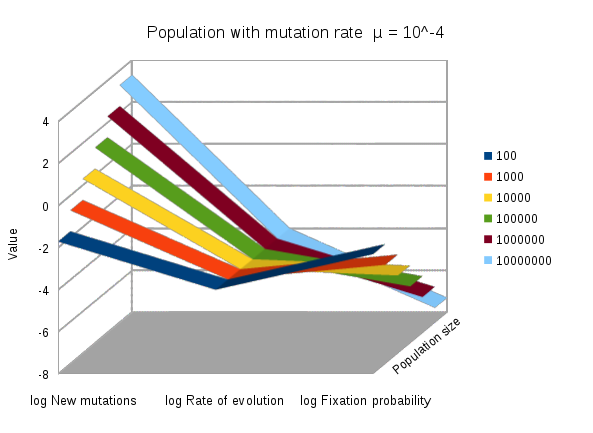 Population with mutation rate μ = 10^-4
4
2
0
-2
-4
-6
-8
Value
log New mutations
log Rate of evolution
log Fixation probability
Population size
100
1000
10000
100000
1000000
10000000